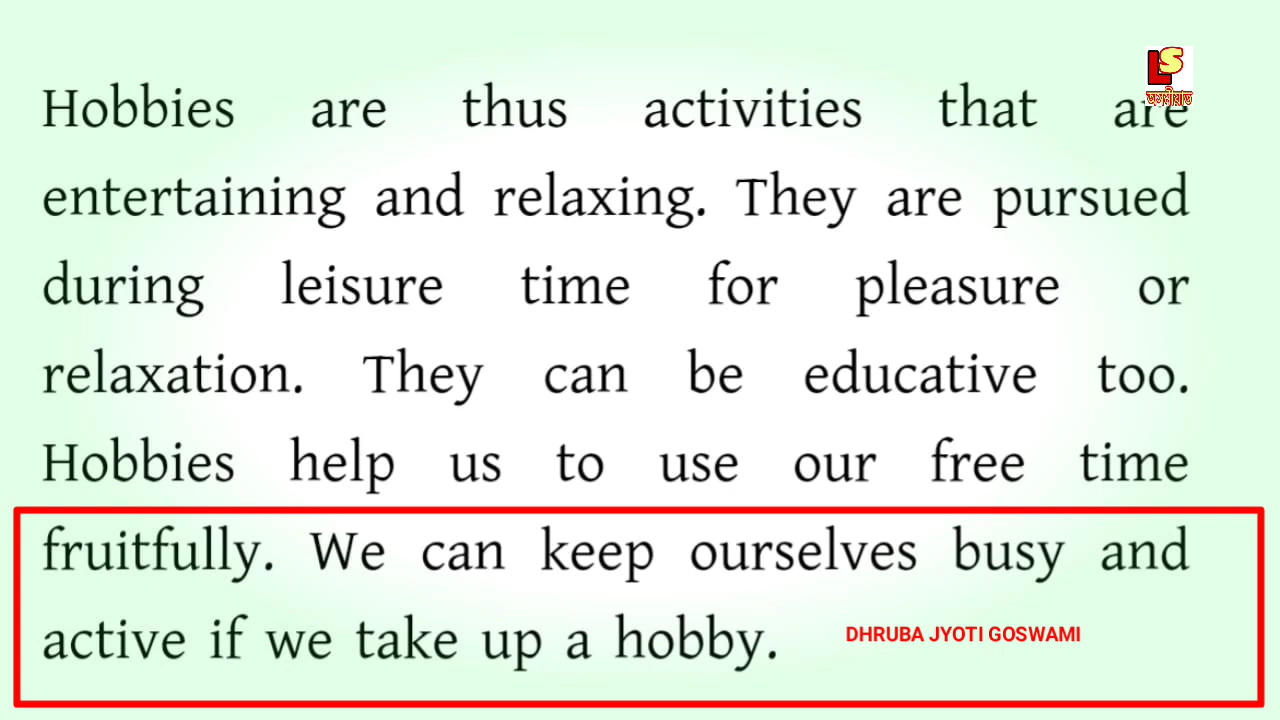 LS
অসমীয়াত
Hobbies are thus activities that are
entertaining and relaxing. They are pursued
during leisure time for pleasure or
relaxation. They can be educative too.
Hobbies help us to use our free time
fruitfully. We can keep ourselves busy and
active if we take up a hobby.
DHRUBA JYOTI GOSWAMI